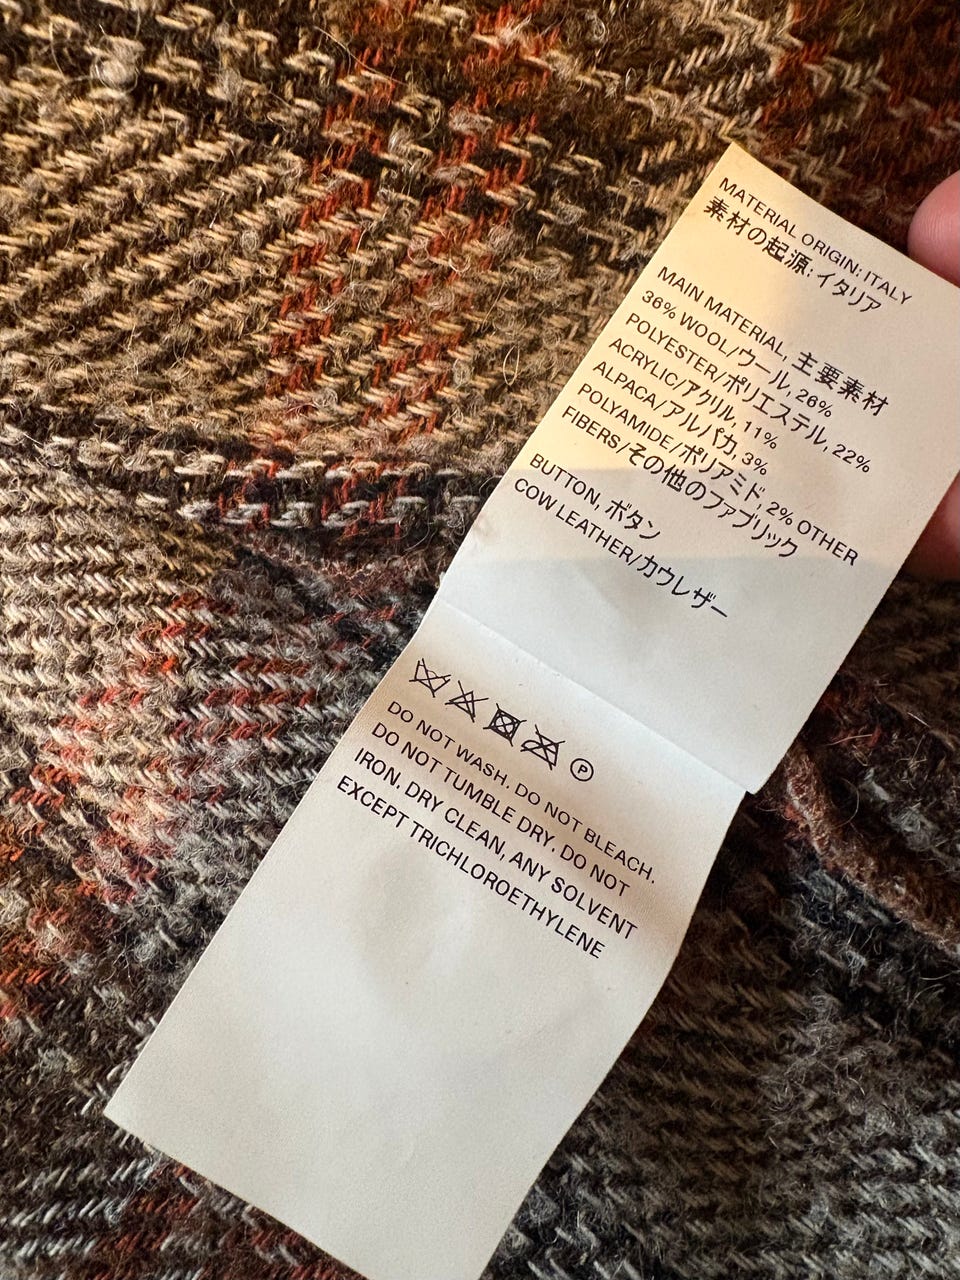 MATERIAL ORIGIN: ITALY
素材の起源: イタリア
MAIN MATERIAL, 主要素材
36% WOOL/ウール, 26%
POLYESTER/ポリエステル, 22%
ACRYLIC/アクリル, 11%
ALPACA/アルパカ, 3%
POLYAMIDE/ポリアミド, 2% OTHER
FIBERS/その他のファブリック
BUTTON, ボタン
COW LEATHER/カウレザー
P
DO NOT WASH. DO NOT BLEACH.
DO NOT TUMBLE DRY. DO NOT
IRON. DRY CLEAN, ANY SOLVENT
EXCEPT TRICHLOROETHYLENE